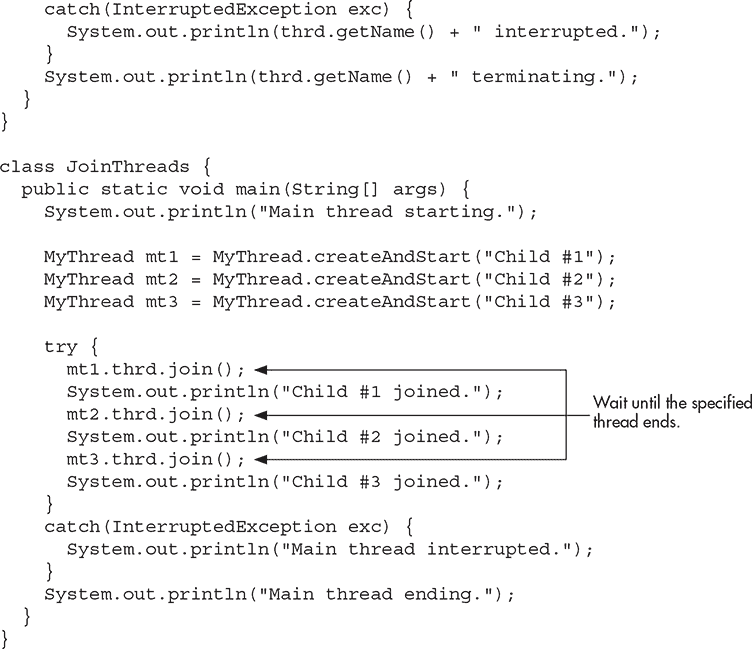 catch(InterruptedException exc) {
      System.out.println(thrd.getName() + " interrupted.");
    }
    System.out.println(thrd.getName() + " terminating.");
  }
}

class JoinThreads {
  public static void main(String[] args) {
    System.out.println("Main thread starting.");

    MyThread mt1 = MyThread.createAndStart("Child #1");
    MyThread mt2 = MyThread.createAndStart("Child #2");
    MyThread mt3 = MyThread.createAndStart("Child #3");

    try {
      mt1.thrd.join();
      System.out.println("Child #1 joined.");
      mt2.thrd.join();
      System.out.println("Child #2 joined.");
      mt3.thrd.join();
      System.out.println("Child #3 joined.");
    }
    catch(InterruptedException exc) {
      System.out.println("Main thread interrupted.");
    }
    System.out.println("Main thread ending.");
  }
}
Wait until the specified
thread ends.